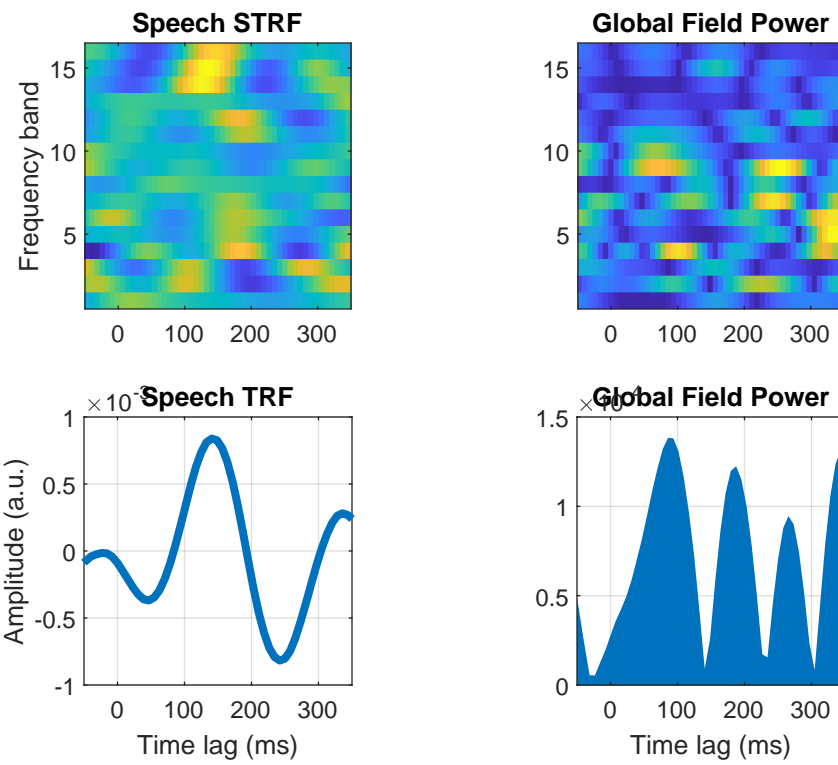 Speech STRF
Global Field Power
Frequency band
15
10
5
0 100 200 300
15
10
5
0 100 200 300
Speech TRF
Global Field Power
×10⁻³
Amplitude (a.u.)
1
0.5
0
-0.5
-1
0 100 200 300
Time lag (ms)
×10⁻⁴
1.5
1
0.5
0
0 100 200 300
Time lag (ms)